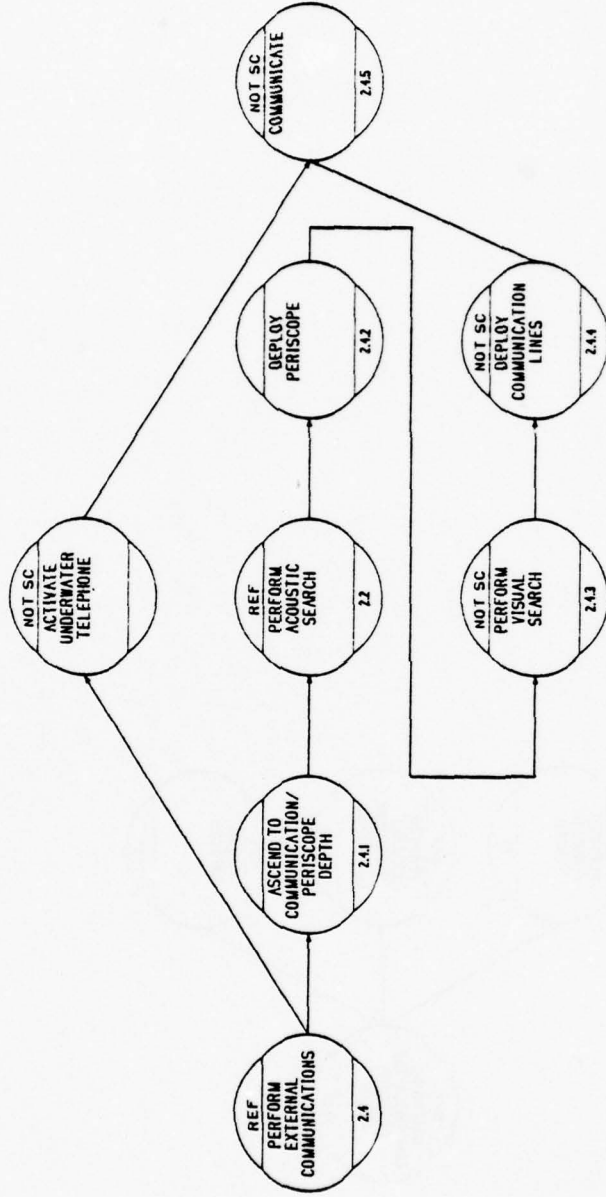 REF
PERFORM
EXTERNAL
COMMUNICATIONS
2.4
NOT SC
ACTIVATE
UNDERWATER
TELEPHONE
ASCEND TO
COMMUNICATION/
PERISCOPE
DEPTH
2.4.1
REF
PERFORM
ACOUSTIC
SEARCH
2.2
DEPLOY
PERISCOPE
2.4.2
NOT SC
PERFORM
VISUAL
SEARCH
2.4.3
NOT SC
DEPLOY
COMMUNICATION
LINES
2.4.4
NOT SC
COMMUNICATE
2.4.5